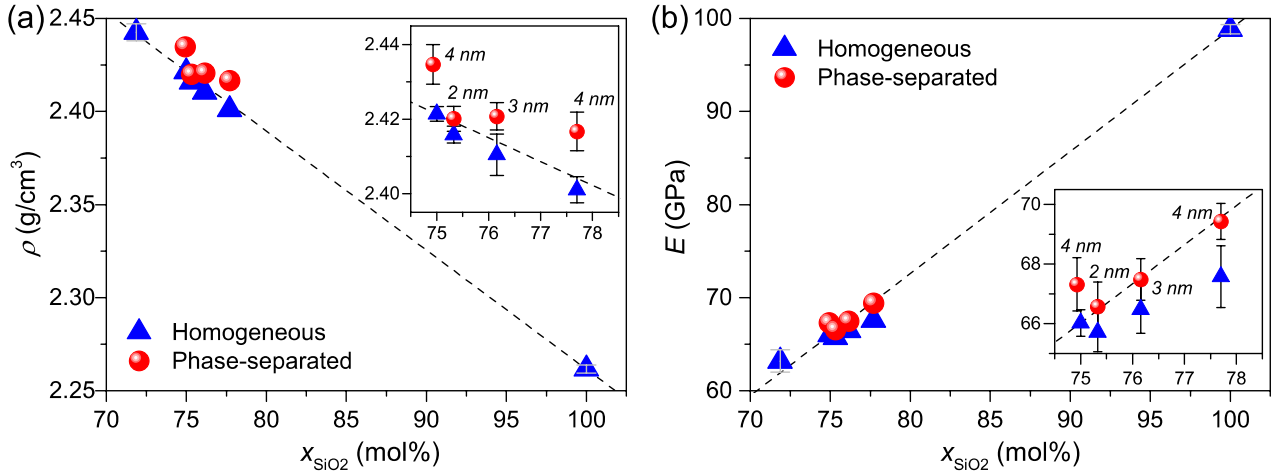 (a)
2.45
2.40
2.35
2.30
2.25
ρ (g/cm³)
70 75 80 85 90 95 100
xSiO2 (mol%)
Homogeneous
Phase-separated
2.44
2.42
2.40
75 76 77 78
4 nm
2 nm
3 nm
4 nm
(b)
100
90
80
70
60
E (GPa)
70 75 80 85 90 95 100
xSiO2 (mol%)
Homogeneous
Phase-separated
70
68
66
75 76 77 78
4 nm
2 nm
3 nm
4 nm